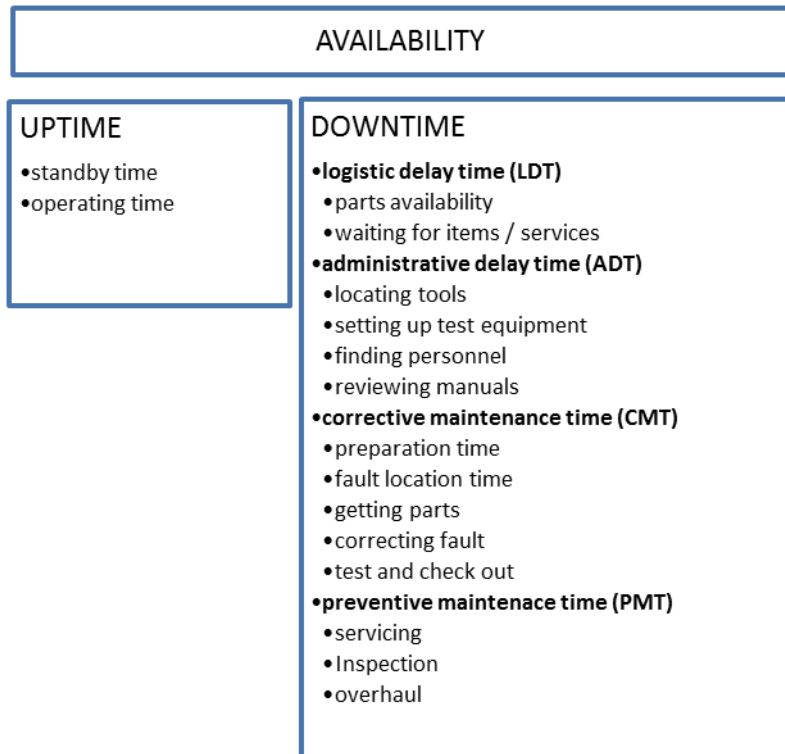 AVAILABILITY
UPTIME
•standby time
•operating time
DOWNTIME
•logistic delay time (LDT)
•parts availability
•waiting for items / services
•administrative delay time (ADT)
•locating tools
•setting up test equipment
•finding personnel
•reviewing manuals
•corrective maintenance time (CMT)
•preparation time
•fault location time
•getting parts
•correcting fault
•test and check out
•preventive maintenace time (PMT)
•servicing
•Inspection
•overhaul